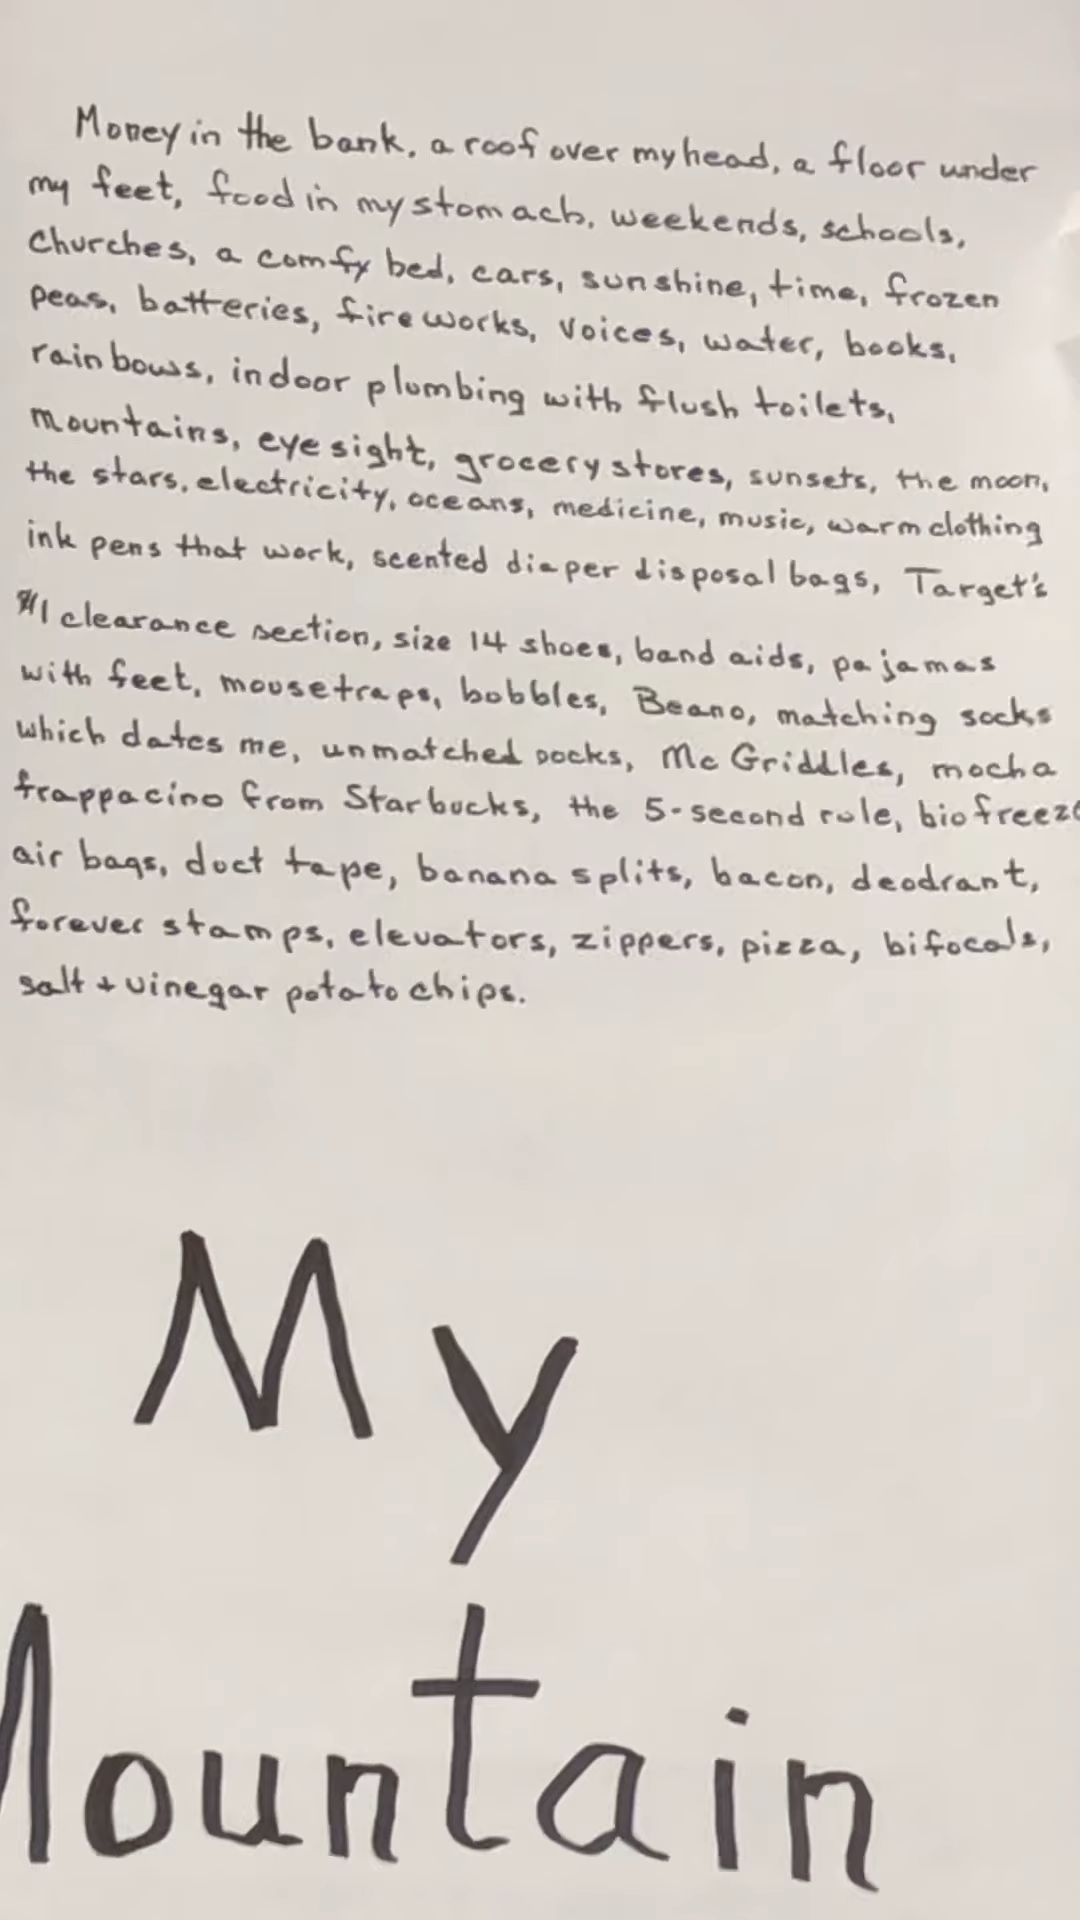 Money in the bank, a roof over my head, a floor under
my feet, food in my stomach, weekends, schools,
churches, a comfy bed, cars, sunshine, time, frozen
peas, batteries, fireworks, voices, water, books,
rainbows, indoor plumbing with flush toilets,
mountains, eye sight, grocery stores, sunsets, the moon,
the stars, electricity, oceans, medicine, music, warm clothing
ink pens that work, scented diaper disposal bags, Target's
$1 clearance section, size 14 shoes, band aids, pajamas
with feet, mousetraps, bobbles, Beano, matching socks
which dates me, unmatched socks, McGriddles, mocha
frappacino from Starbucks, the 5-second rule, biofreeze
air bags, duct tape, banana splits, bacon, deodrant,
forever stamps, elevators, zippers, pizza, bifocals,
salt + vinegar potato chips.
My
Mountain